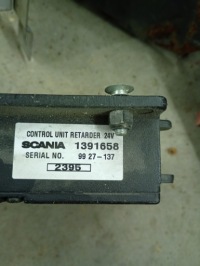 CONTROL UNIT RETARDER 24V
SCANIA 1391658
SERIAL NO. 99 27-137
2395